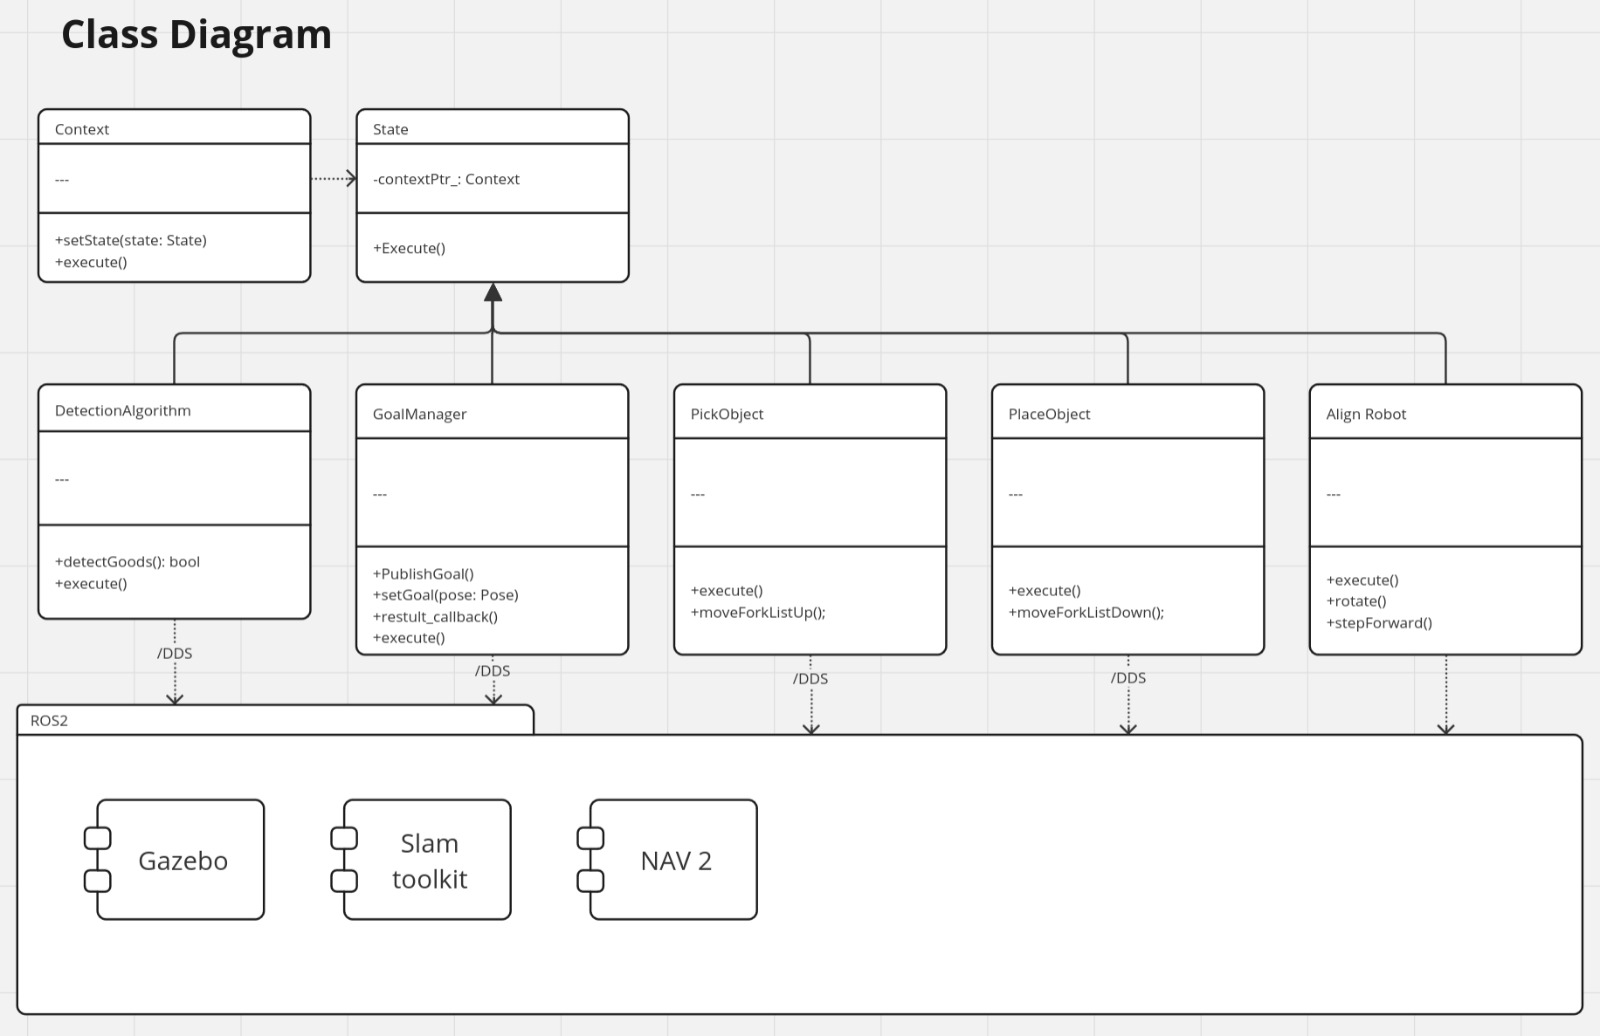 Class Diagram
Context
---
+setState(state: State)
+execute()
State
-contextPtr_: Context
+Execute()
DetectionAlgorithm
---
+detectGoods(): bool
+execute()
GoalManager
---
+PublishGoal()
+setGoal(pose: Pose)
+restult_callback()
+execute()
PickObject
---
+execute()
+moveForkListUp();
PlaceObject
---
+execute()
+moveForkListDown();
Align Robot
---
+execute()
+rotate()
+stepForward()
/DDS
/DDS
/DDS
/DDS
ROS2
Gazebo
Slam
toolkit
NAV 2